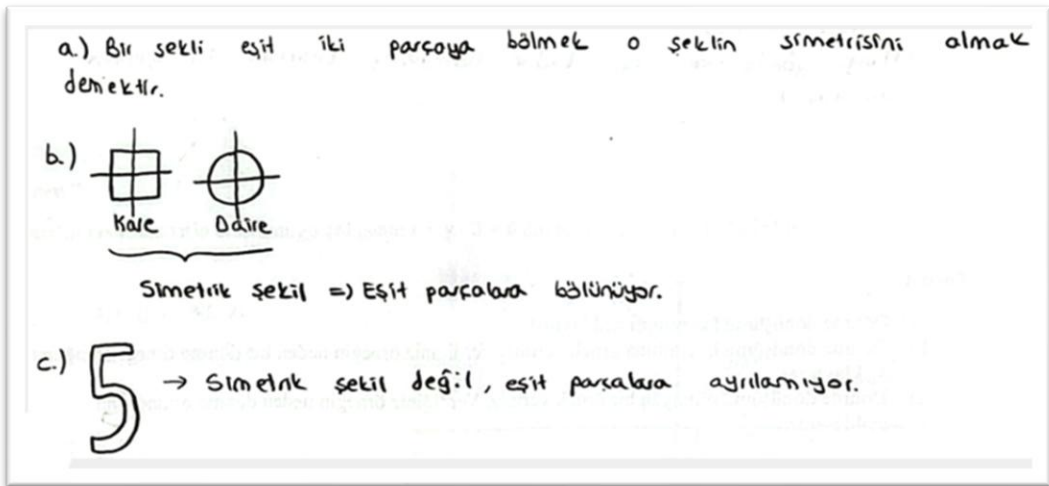 a.) Bir şekli eşit iki parçaya bölmek o şeklin simetrisini almak
demektir.
b.)
Kare Daire
Simetrik şekil => Eşit parçalara bölünüyor.
c.) 5 → Simetrik şekil değil, eşit parçalara ayrılamıyor.